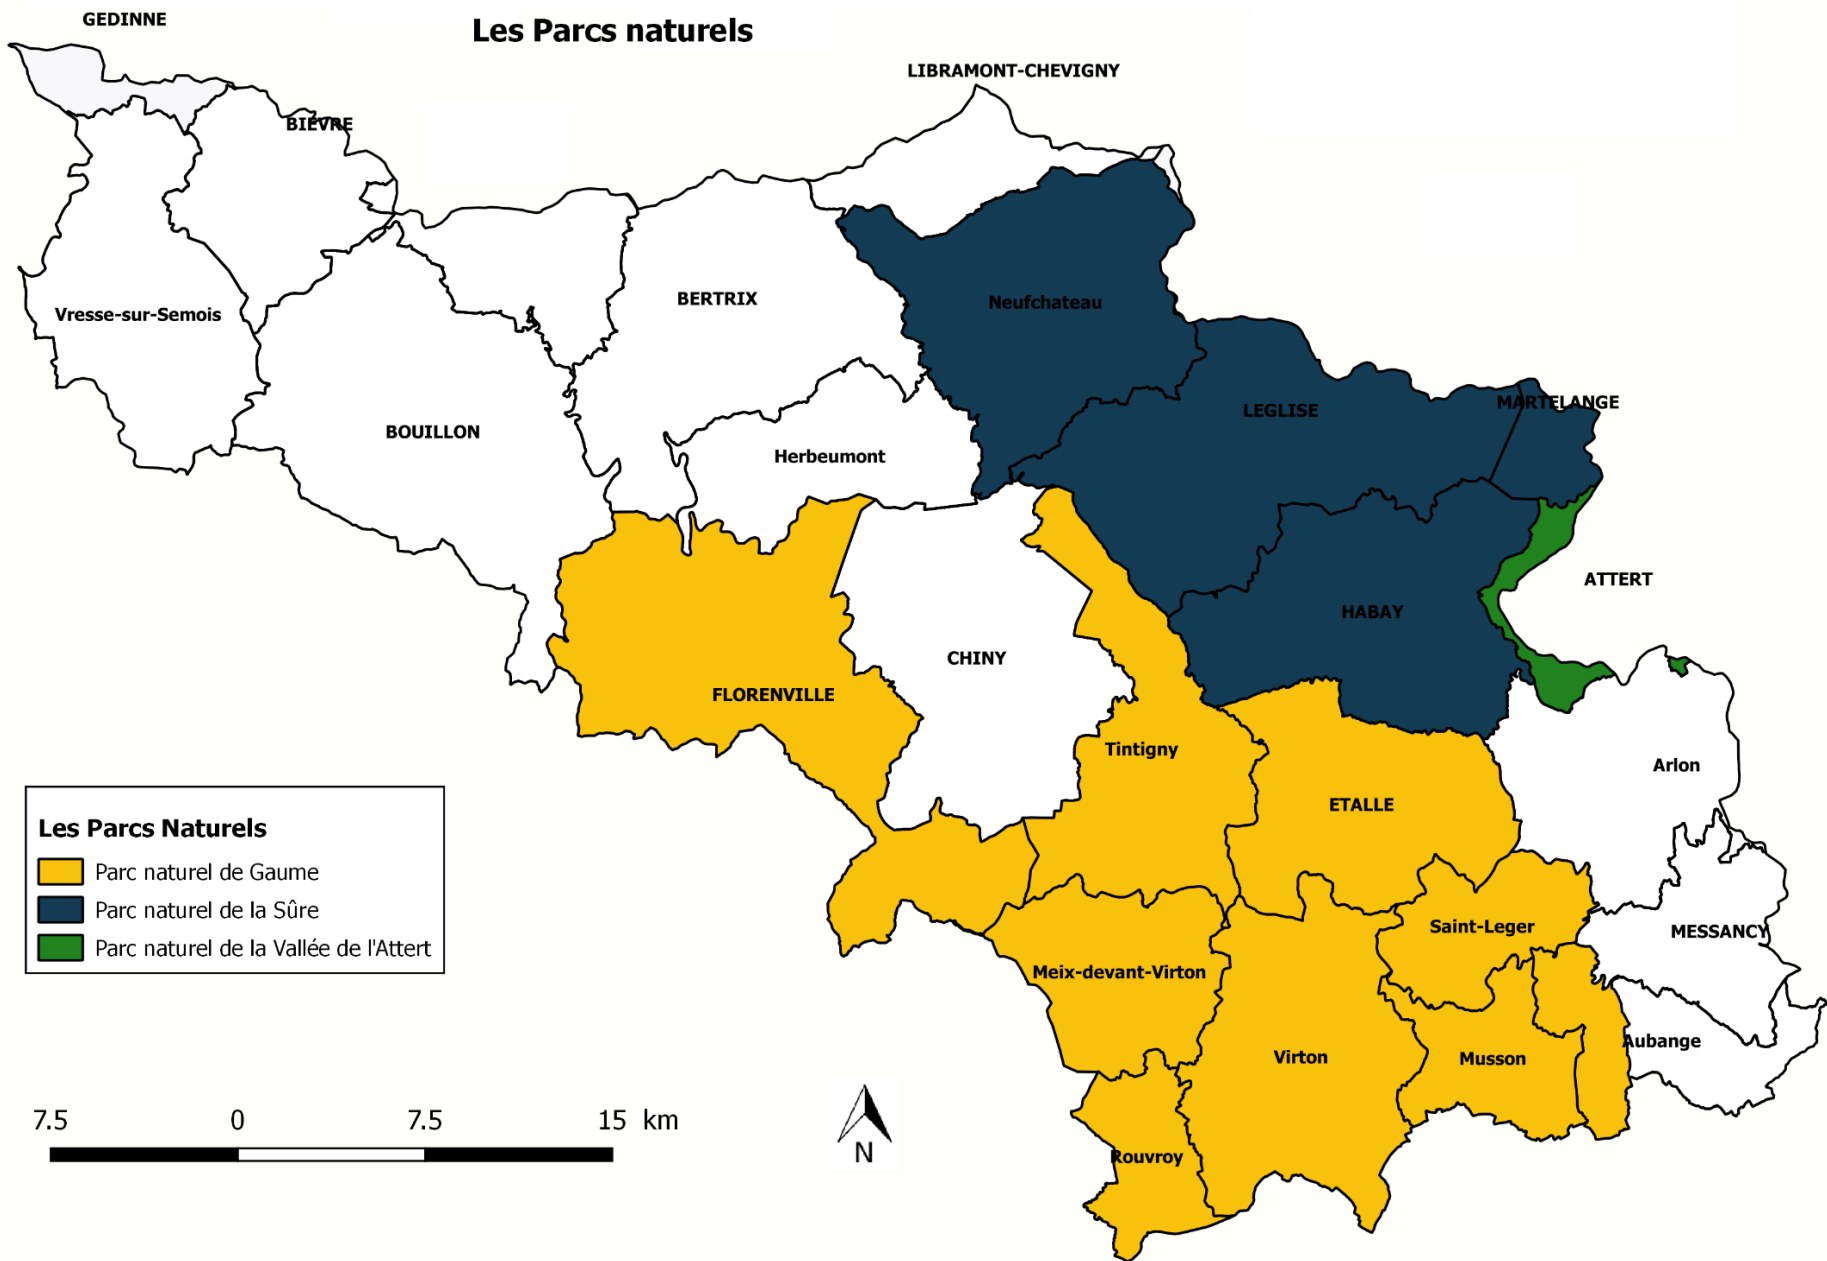 GEDINNE
Les Parcs naturels
LIBRAMONT-CHEVIGNY
BIEVRE
Vresse-sur-Semois
BERTRIX
Neufchateau
MARTELANGE
LEGLISE
BOUILLON
Herbeumont
ATTERT
HABAY
CHINY
FLORENVILLE
Tintigny
Arlon
ETALLE
Les Parcs Naturels
Parc naturel de Gaume
Parc naturel de la Sûre
Parc naturel de la Vallée de l'Attert
Saint-Leger
MESSANCY
Meix-devant-Virton
Aubange
Virton
Musson
7.5 0 7.5 15 km
N
Rouvroy